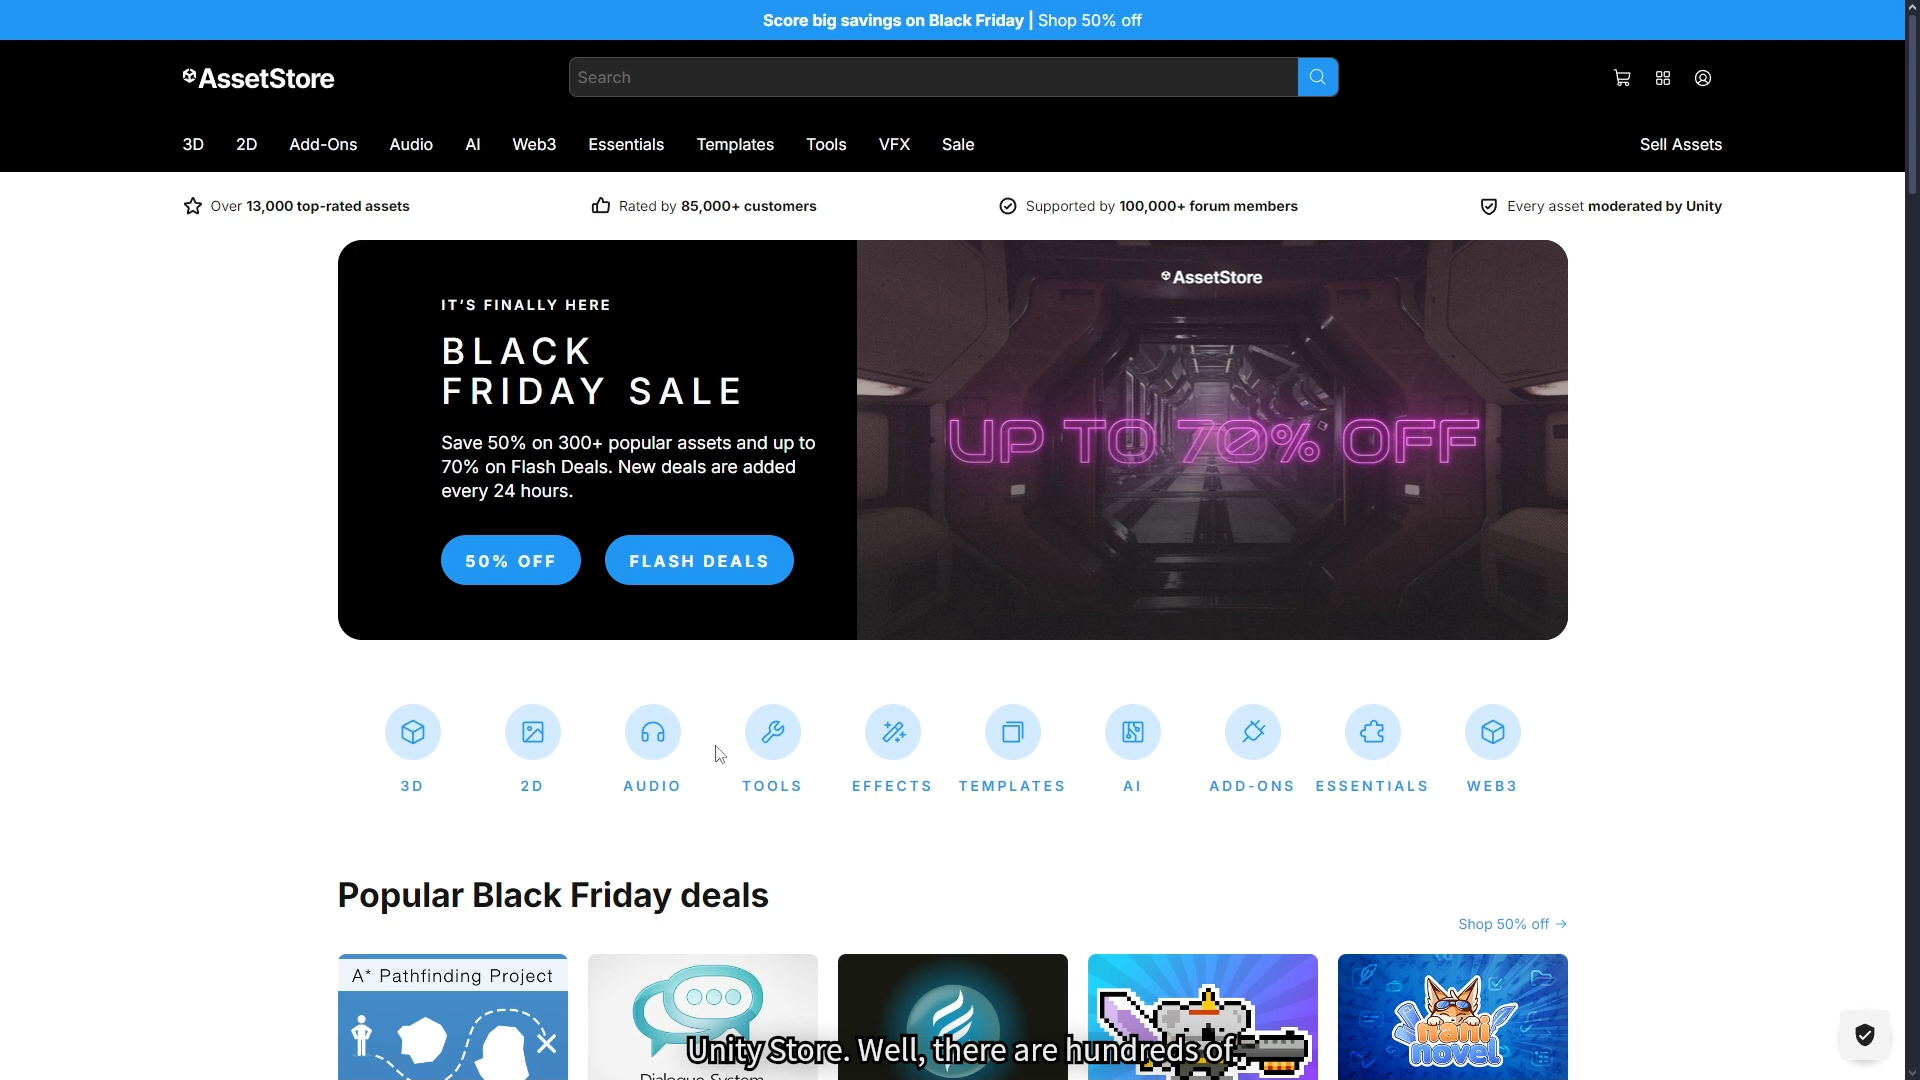 Score big savings on Black Friday | Shop 50% off
AssetStore
Search
3D 2D Add-Ons Audio AI Web3 Essentials Templates Tools VFX Sale Sell Assets
Over 13,000 top-rated assets
Rated by 85,000+ customers
Supported by 100,000+ forum members
Every asset moderated by Unity
IT'S FINALLY HERE
BLACK
FRIDAY SALE
Save 50% on 300+ popular assets and up to
70% on Flash Deals. New deals are added
every 24 hours.
50% OFF
FLASH DEALS
AssetStore
UP TO 70% OFF
3D 2D AUDIO TOOLS EFFECTS TEMPLATES AI ADD-ONS ESSENTIALS WEB3
Popular Black Friday deals
Shop 50% off →
A* Pathfinding Project
Dialogue System
nani
novel
Unity Store. Well, there are hundreds of